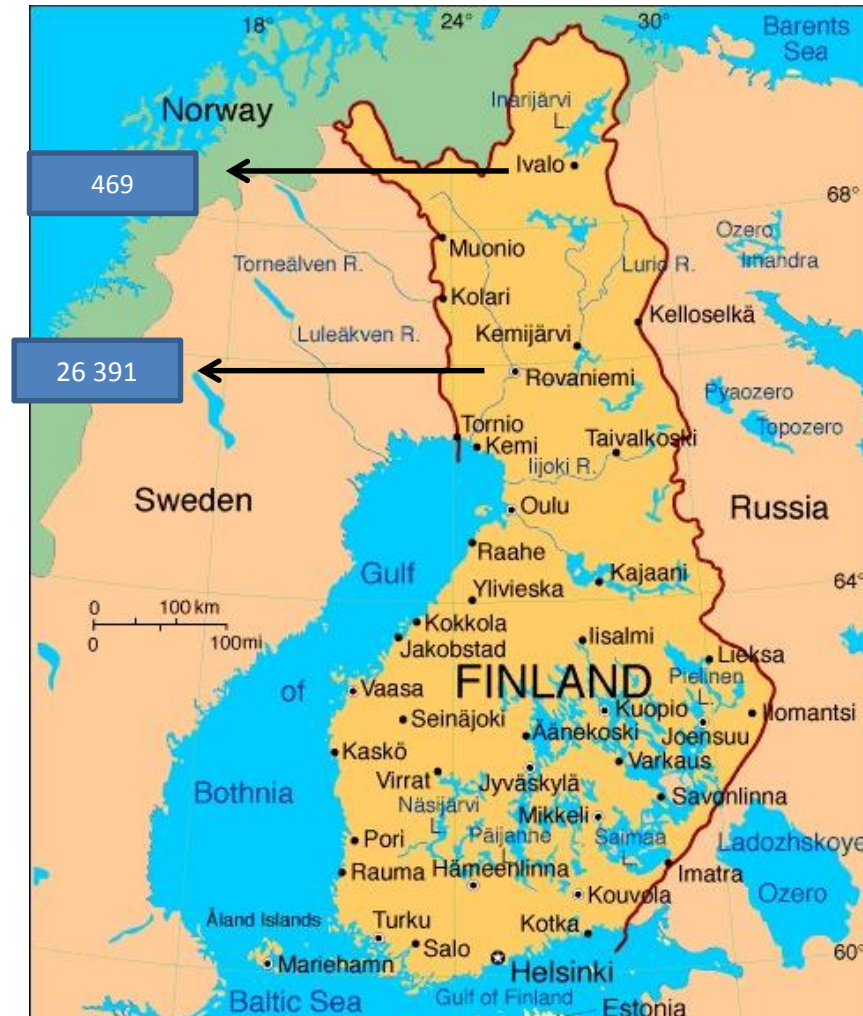 18°
24°
30°
Barents
Sea
Norway
Inarijärvi
L.
Ivalo
469
68°
Ozero
Imandra
Muonio
Torneälven R.
Lurio R.
Kolari
Kelloselkä
Luleäkven R.
Kemijärvi
26 391
Rovaniemi
Pyaozero
Topozero
Tornio
Kemi
Taivalkoski
Iijoki R.
Sweden
Oulu
Russia
Raahe
Gulf
Kajaani
64°
Ylivieska
0 100 km
0 100mi
Kokkola
Jakobstad
Iisalmi
Lieksa
FINLAND
Pielinen
L.
of
Vaasa
Kuopio
Ilomantsi
Seinäjoki
Äänekoski
Joensuu
Kaskö
Varkaus
Virrat
Jyväskylä
Bothnia
Näsijärvi
L.
Savonlinna
Mikkeli
Pori
Päijanne
L.
Saimaa
L.
Ladozhskoye
Ozero
Rauma
Hämeenlinna
Imatra
Kouvola
Åland Islands
Turku
Kotka
Salo
60°
Mariehamn
Helsinki
Baltic Sea
Gulf of Finland
Estonia